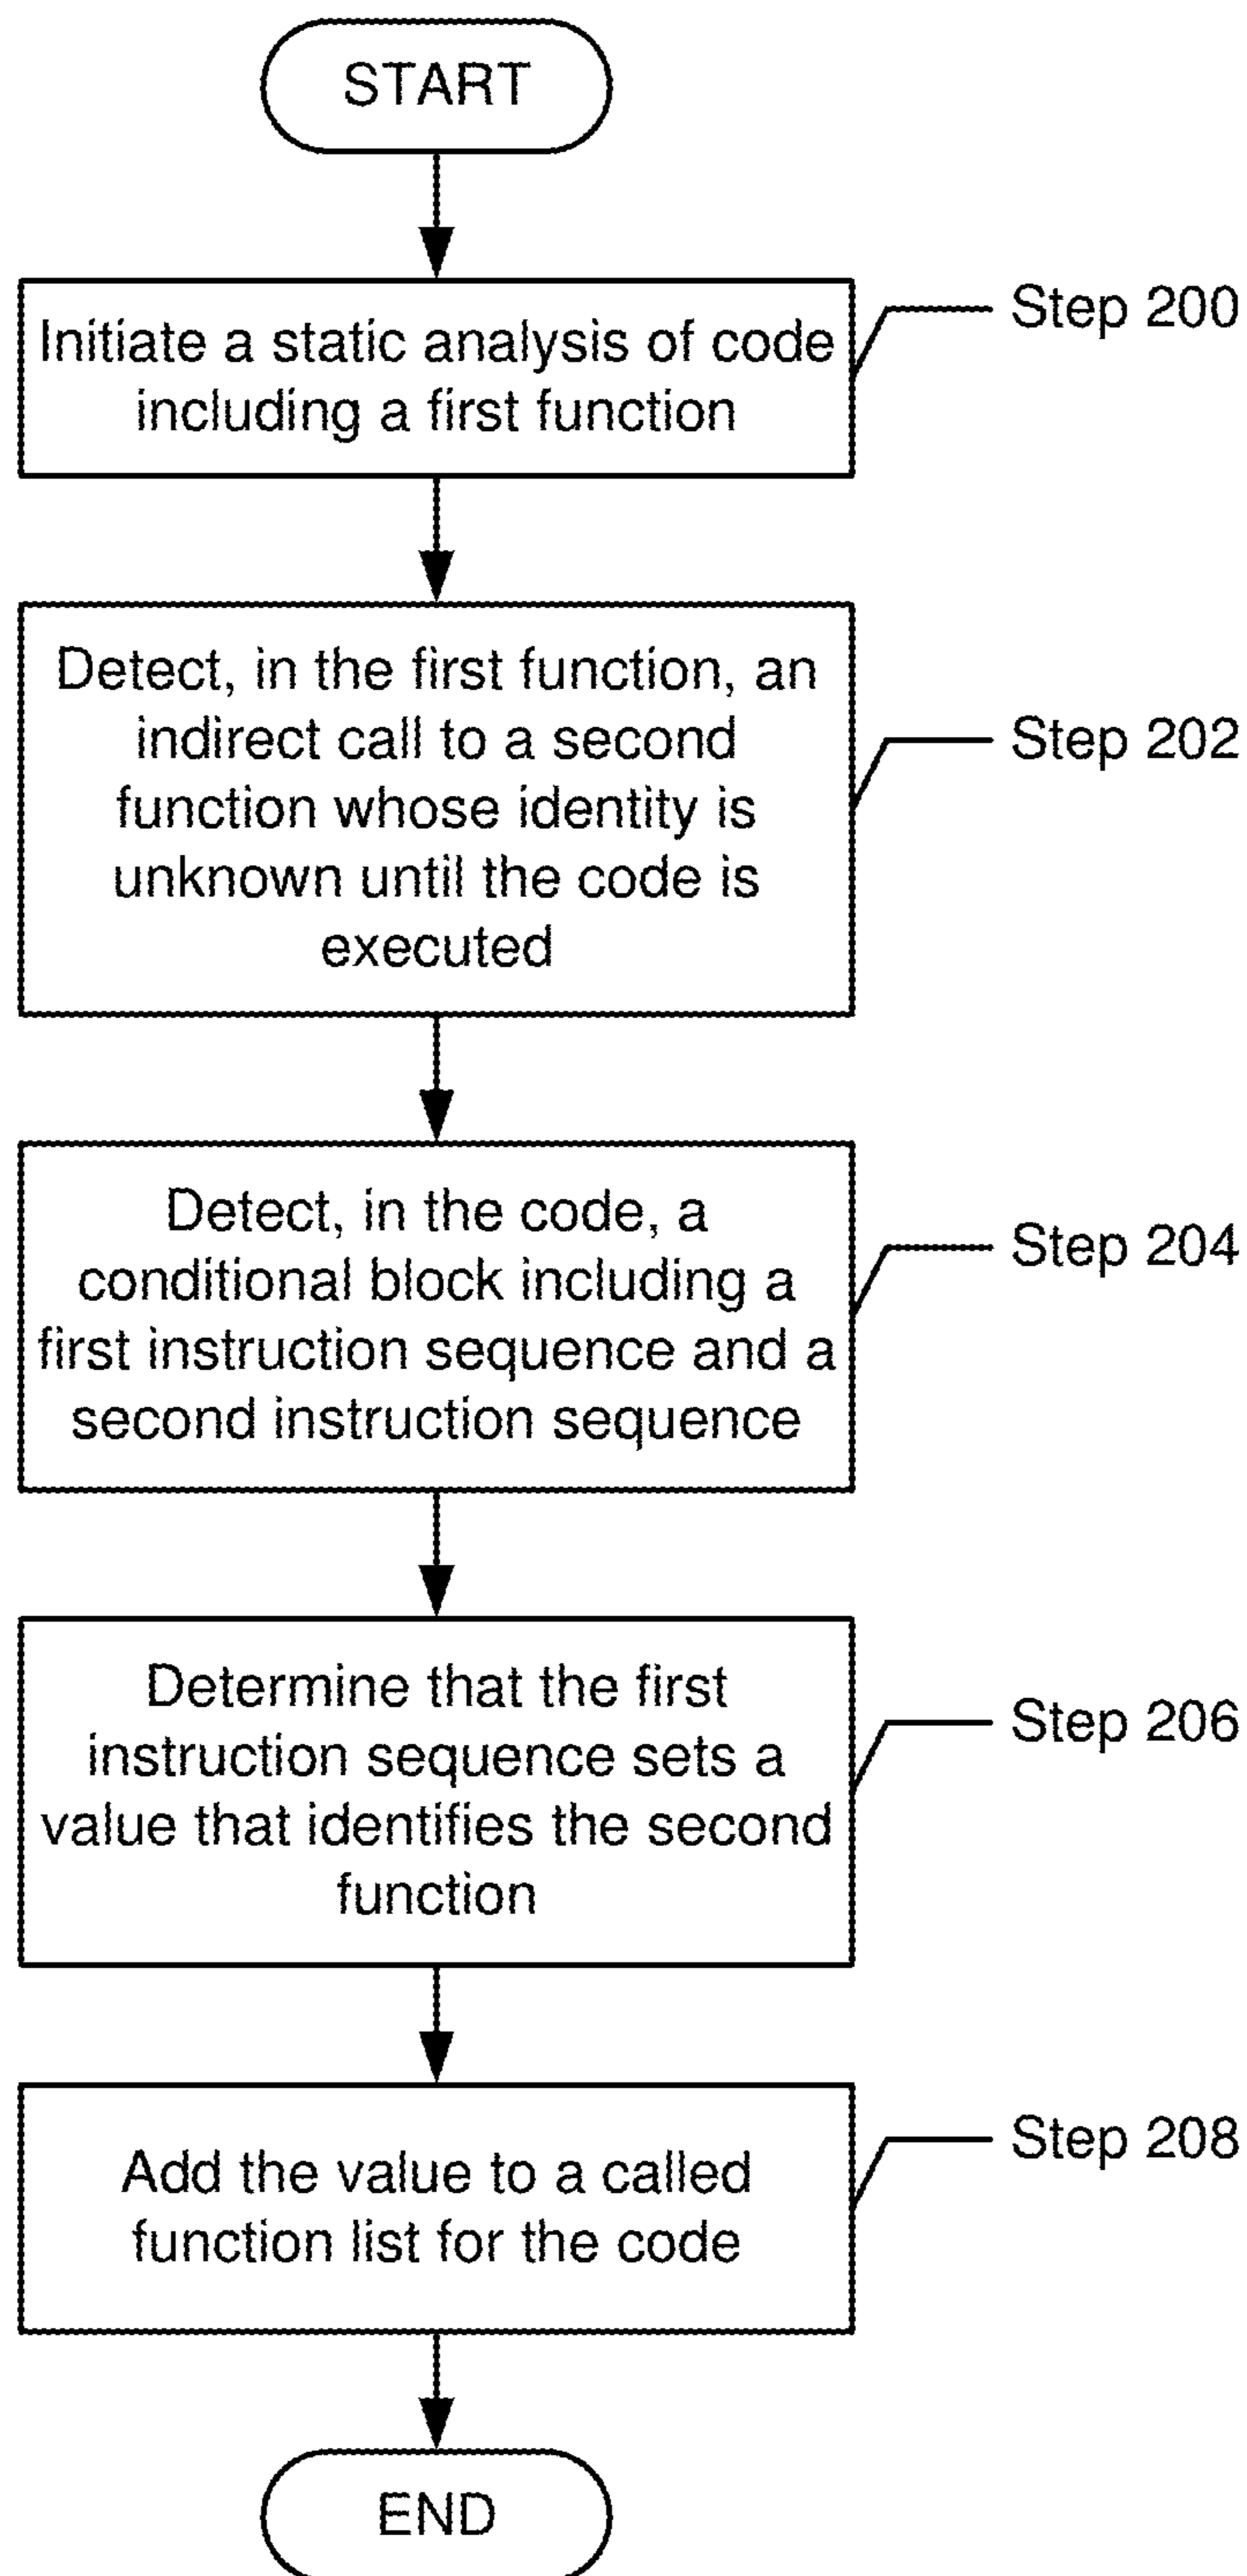 START
Initiate a static analysis of code
including a first function
Step 200
Detect, in the first function, an
indirect call to a second
function whose identity is
unknown until the code is
executed
Step 202
Detect, in the code, a
conditional block including a
first instruction sequence and a
second instruction sequence
Step 204
Determine that the first
instruction sequence sets a
value that identifies the second
function
Step 206
Add the value to a called
function list for the code
Step 208
END